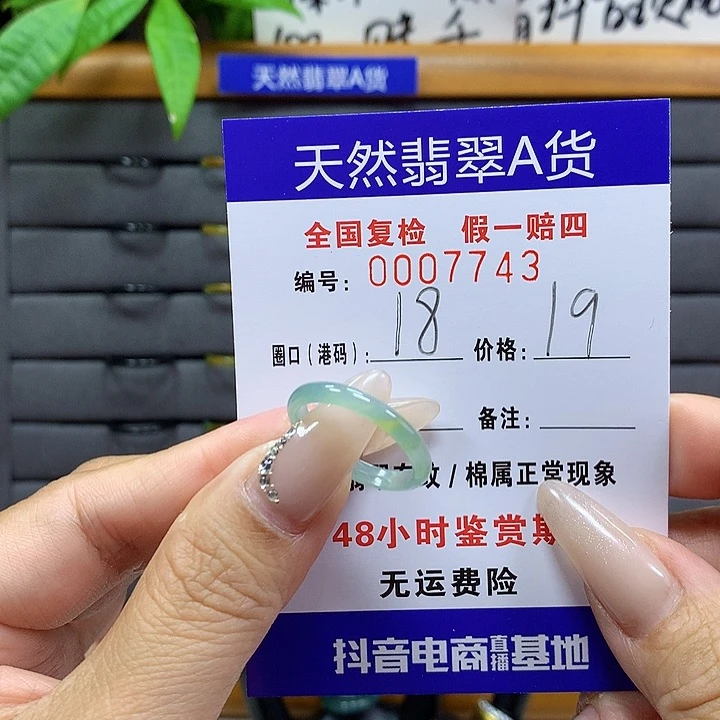 天然翡翠A货
天然翡翠A货
全国复检 假一赔四
编号: 0007743
圈口(港码): 18 价格: 19
备注:
纹/棉属正常现象
48小时鉴赏期
无运费险
抖音电商直播基地